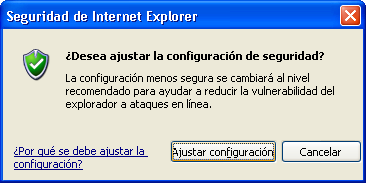 Seguridad de Internet Explorer
¿Desea ajustar la configuración de seguridad?
La configuración menos segura se cambiará al nivel
recomendado para ayudar a reducir la vulnerabilidad del
explorador a ataques en línea.
¿Por qué se debe ajustar la
configuración?
Ajustar configuración
Cancelar